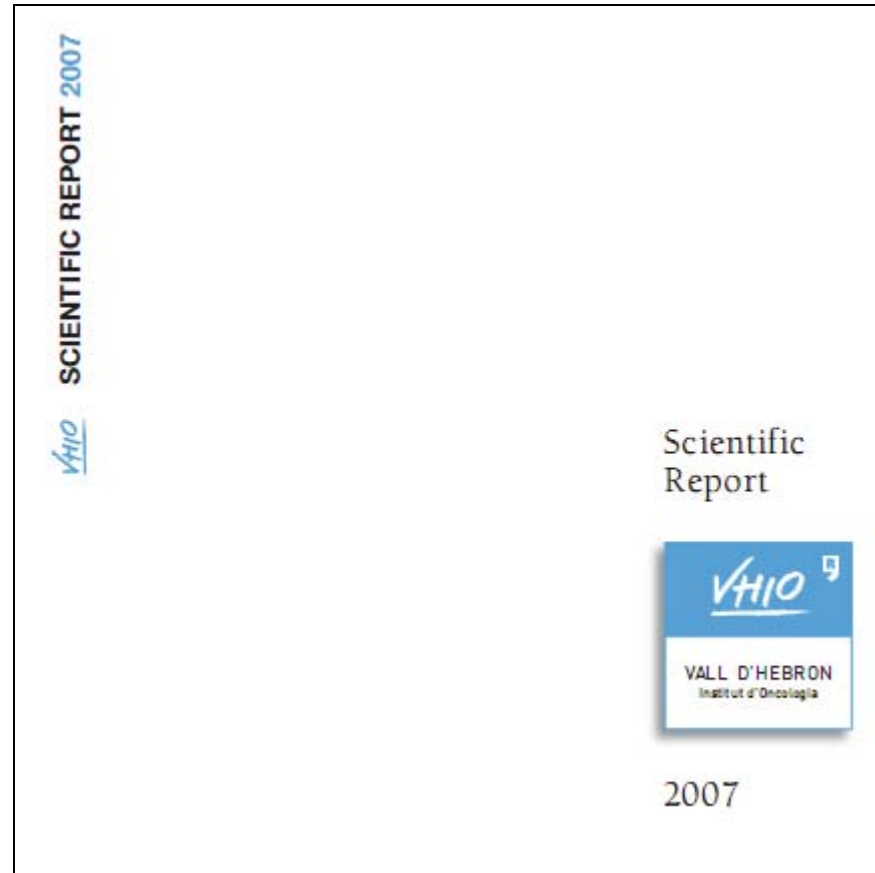 VHIO SCIENTIFIC REPORT 2007
Scientific
Report
VHIO
VALL D'HEBRON
Institut d'Oncologia
2007